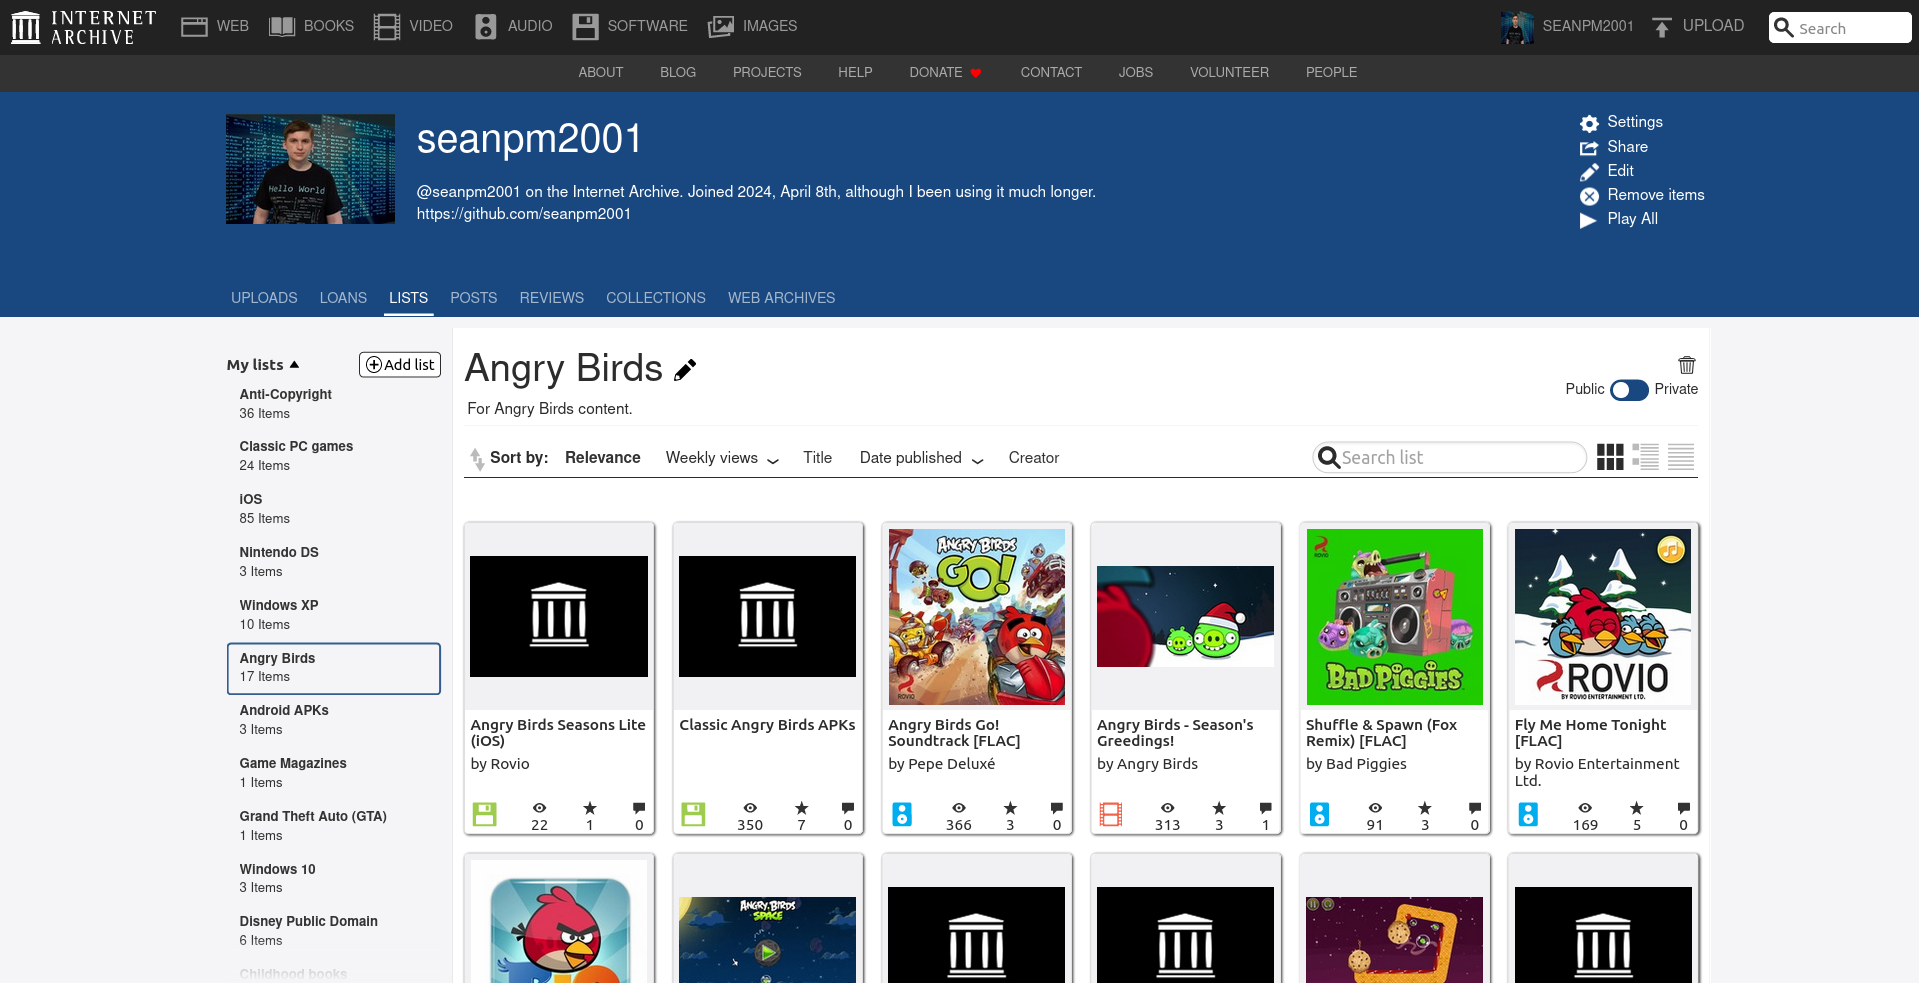 INTERNET ARCHIVE
WEB
BOOKS
VIDEO
AUDIO
SOFTWARE
IMAGES
SEANPM2001
UPLOAD
Search
ABOUT
BLOG
PROJECTS
HELP
DONATE
CONTACT
JOBS
VOLUNTEER
PEOPLE
Hello World
seanpm2001
@seanpm2001 on the Internet Archive. Joined 2024, April 8th, although I been using it much longer.
https://github.com/seanpm2001
Settings
Share
Edit
Remove items
Play All
UPLOADS
LOANS
LISTS
POSTS
REVIEWS
COLLECTIONS
WEB ARCHIVES
My lists
Add list
Anti-Copyright
36 Items
Classic PC games
24 Items
iOS
85 Items
Nintendo DS
3 Items
Windows XP
10 Items
Angry Birds
17 Items
Android APKs
3 Items
Game Magazines
1 Items
Grand Theft Auto (GTA)
1 Items
Windows 10
3 Items
Disney Public Domain
6 Items
Childhood books
Angry Birds
For Angry Birds content.
Public
Private
Sort by:
Relevance
Weekly views
Title
Date published
Creator
Search list
Angry Birds Seasons Lite
(iOS)
by Rovio
22 1 0
Classic Angry Birds APKs
350 7 0
ANGRY BIRDS
GO!
ROVIO
Angry Birds Go!
Soundtrack [FLAC]
by Pepe Deluxé
366 3 0
Angry Birds - Season's
Greedings!
by Angry Birds
313 3 1
ROVIO
BAD PIGGIES
Shuffle & Spawn (Fox
Remix) [FLAC]
by Bad Piggies
91 3 0
ROVIO
BY ROVIO ENTERTAINMENT LTD.
Fly Me Home Tonight
[FLAC]
by Rovio Entertainment
Ltd.
169 5 0
ANGRY BIRDS
SPACE